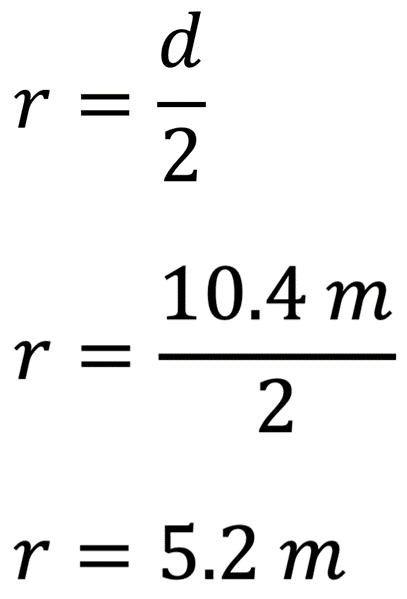 r = d/2
r = 10.4 m/2
r = 5.2 m